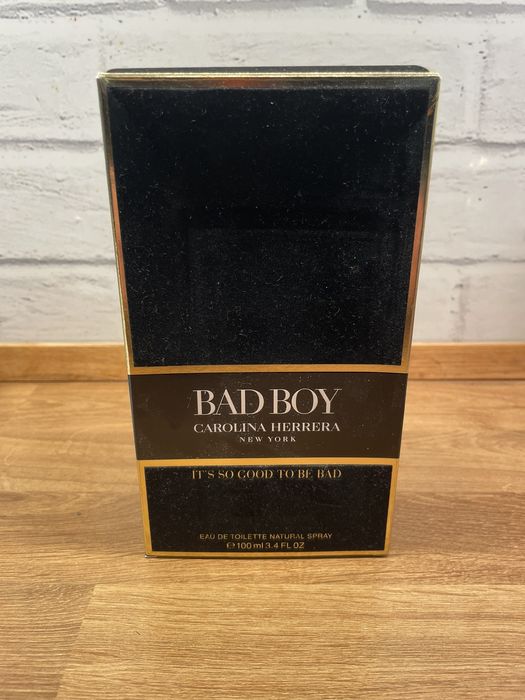 BAD BOY
CAROLINA HERRERA
NEW YORK
IT'S SO GOOD TO BE BAD
EAU DE TOILETTE NATURAL SPRAY
℮ 100 ml 3.4 FL OZ